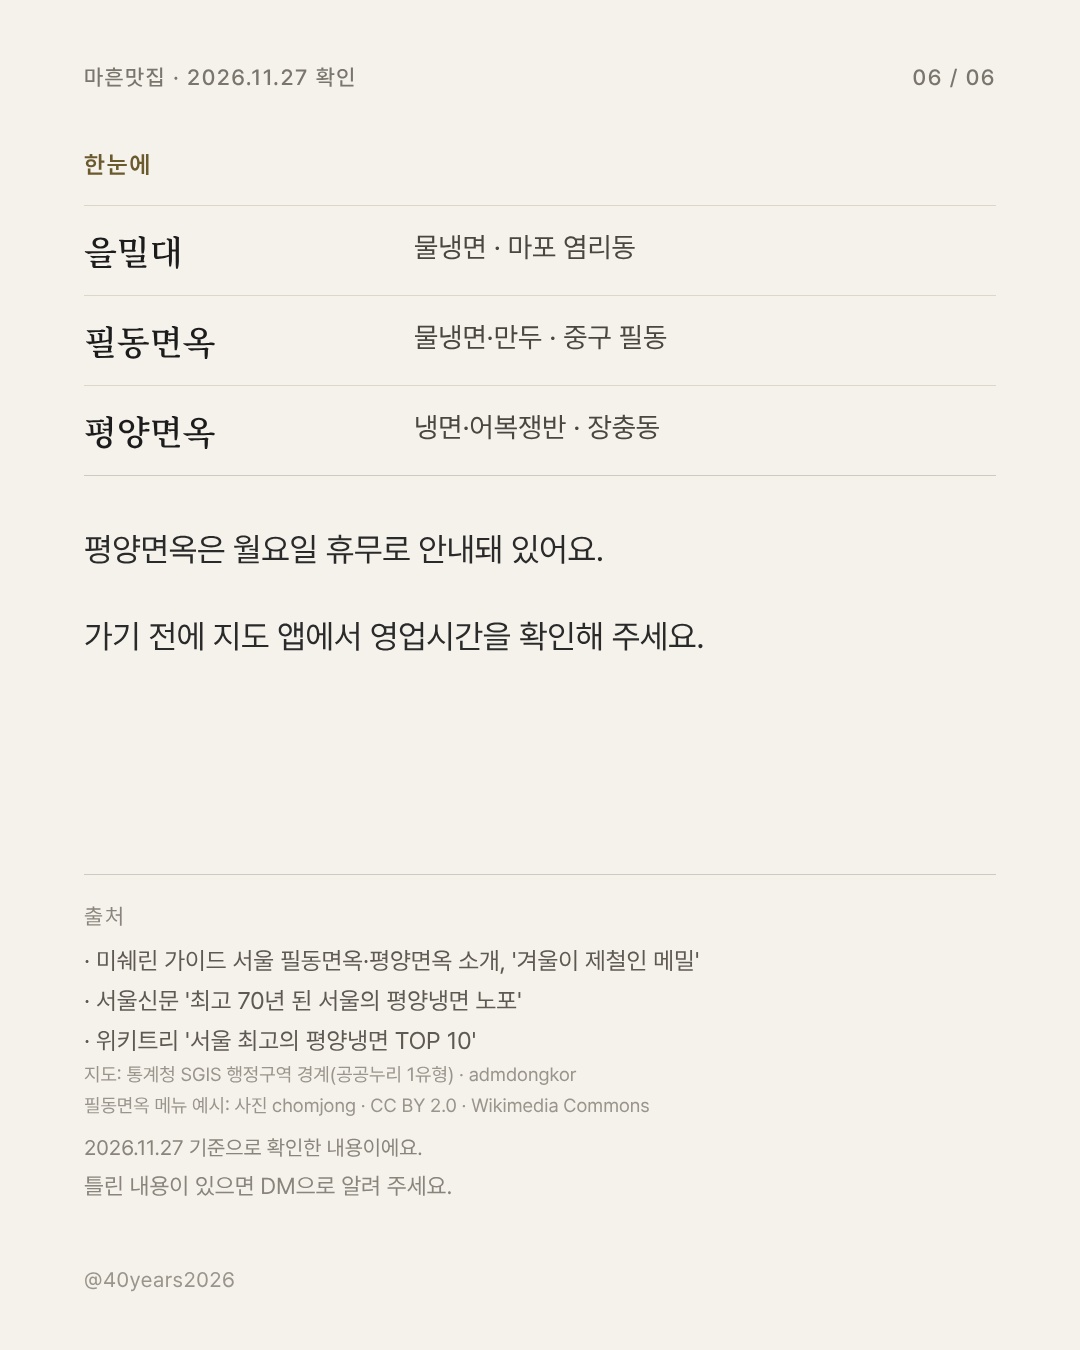 마흔맛집 · 2026.11.27 확인
06 / 06
한눈에
을밀대
물냉면 · 마포 염리동
필동면옥
물냉면·만두 · 중구 필동
평양면옥
냉면·어복쟁반 · 장충동
평양면옥은 월요일 휴무로 안내돼 있어요.
가기 전에 지도 앱에서 영업시간을 확인해 주세요.
출처
· 미쉐린 가이드 서울 필동면옥·평양면옥 소개, '겨울이 제철인 메밀'
· 서울신문 '최고 70년 된 서울의 평양냉면 노포'
· 위키트리 '서울 최고의 평양냉면 TOP 10'
지도: 통계청 SGIS 행정구역 경계(공공누리 1유형) · admdongkor
필동면옥 메뉴 예시: 사진 chomjong · CC BY 2.0 · Wikimedia Commons
2026.11.27 기준으로 확인한 내용이에요.
틀린 내용이 있으면 DM으로 알려 주세요.
@40years2026